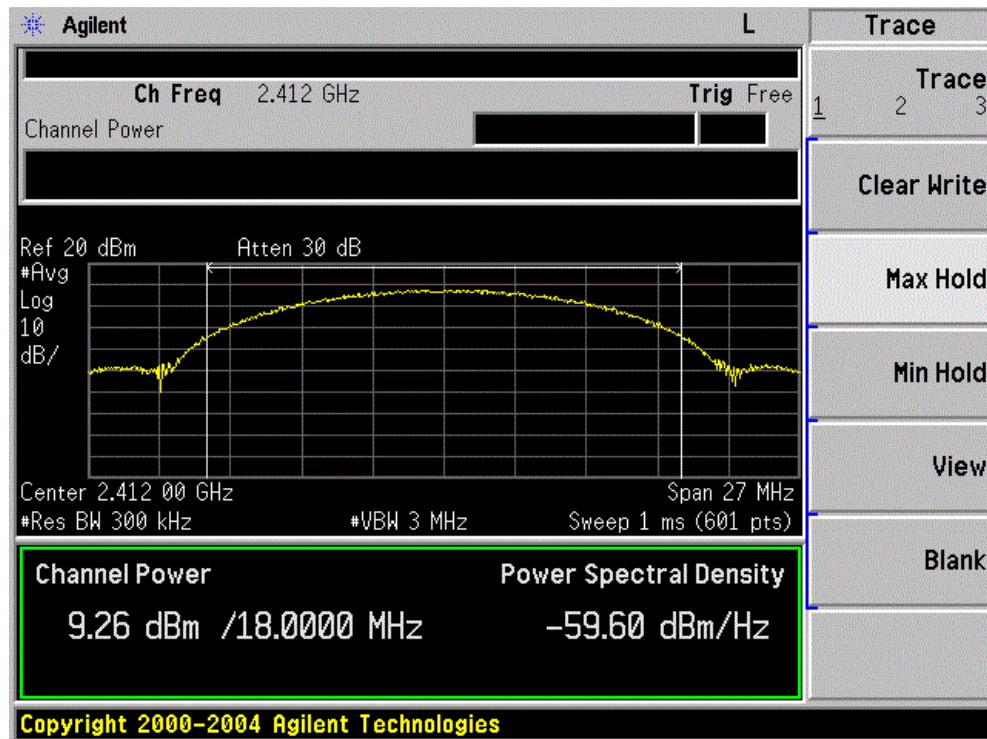 Agilent L Trace
Ch Freq 2.412 GHz Trig Free
Channel Power
Trace
1 2 3
Clear Write
Max Hold
Min Hold
View
Blank
Ref 20 dBm Atten 30 dB
#Avg
Log
10
dB/
Center 2.412 00 GHz Span 27 MHz
#Res BW 300 kHz #VBW 3 MHz Sweep 1 ms (601 pts)
Channel Power Power Spectral Density
9.26 dBm /18.0000 MHz -59.60 dBm/Hz
Copyright 2000-2004 Agilent Technologies